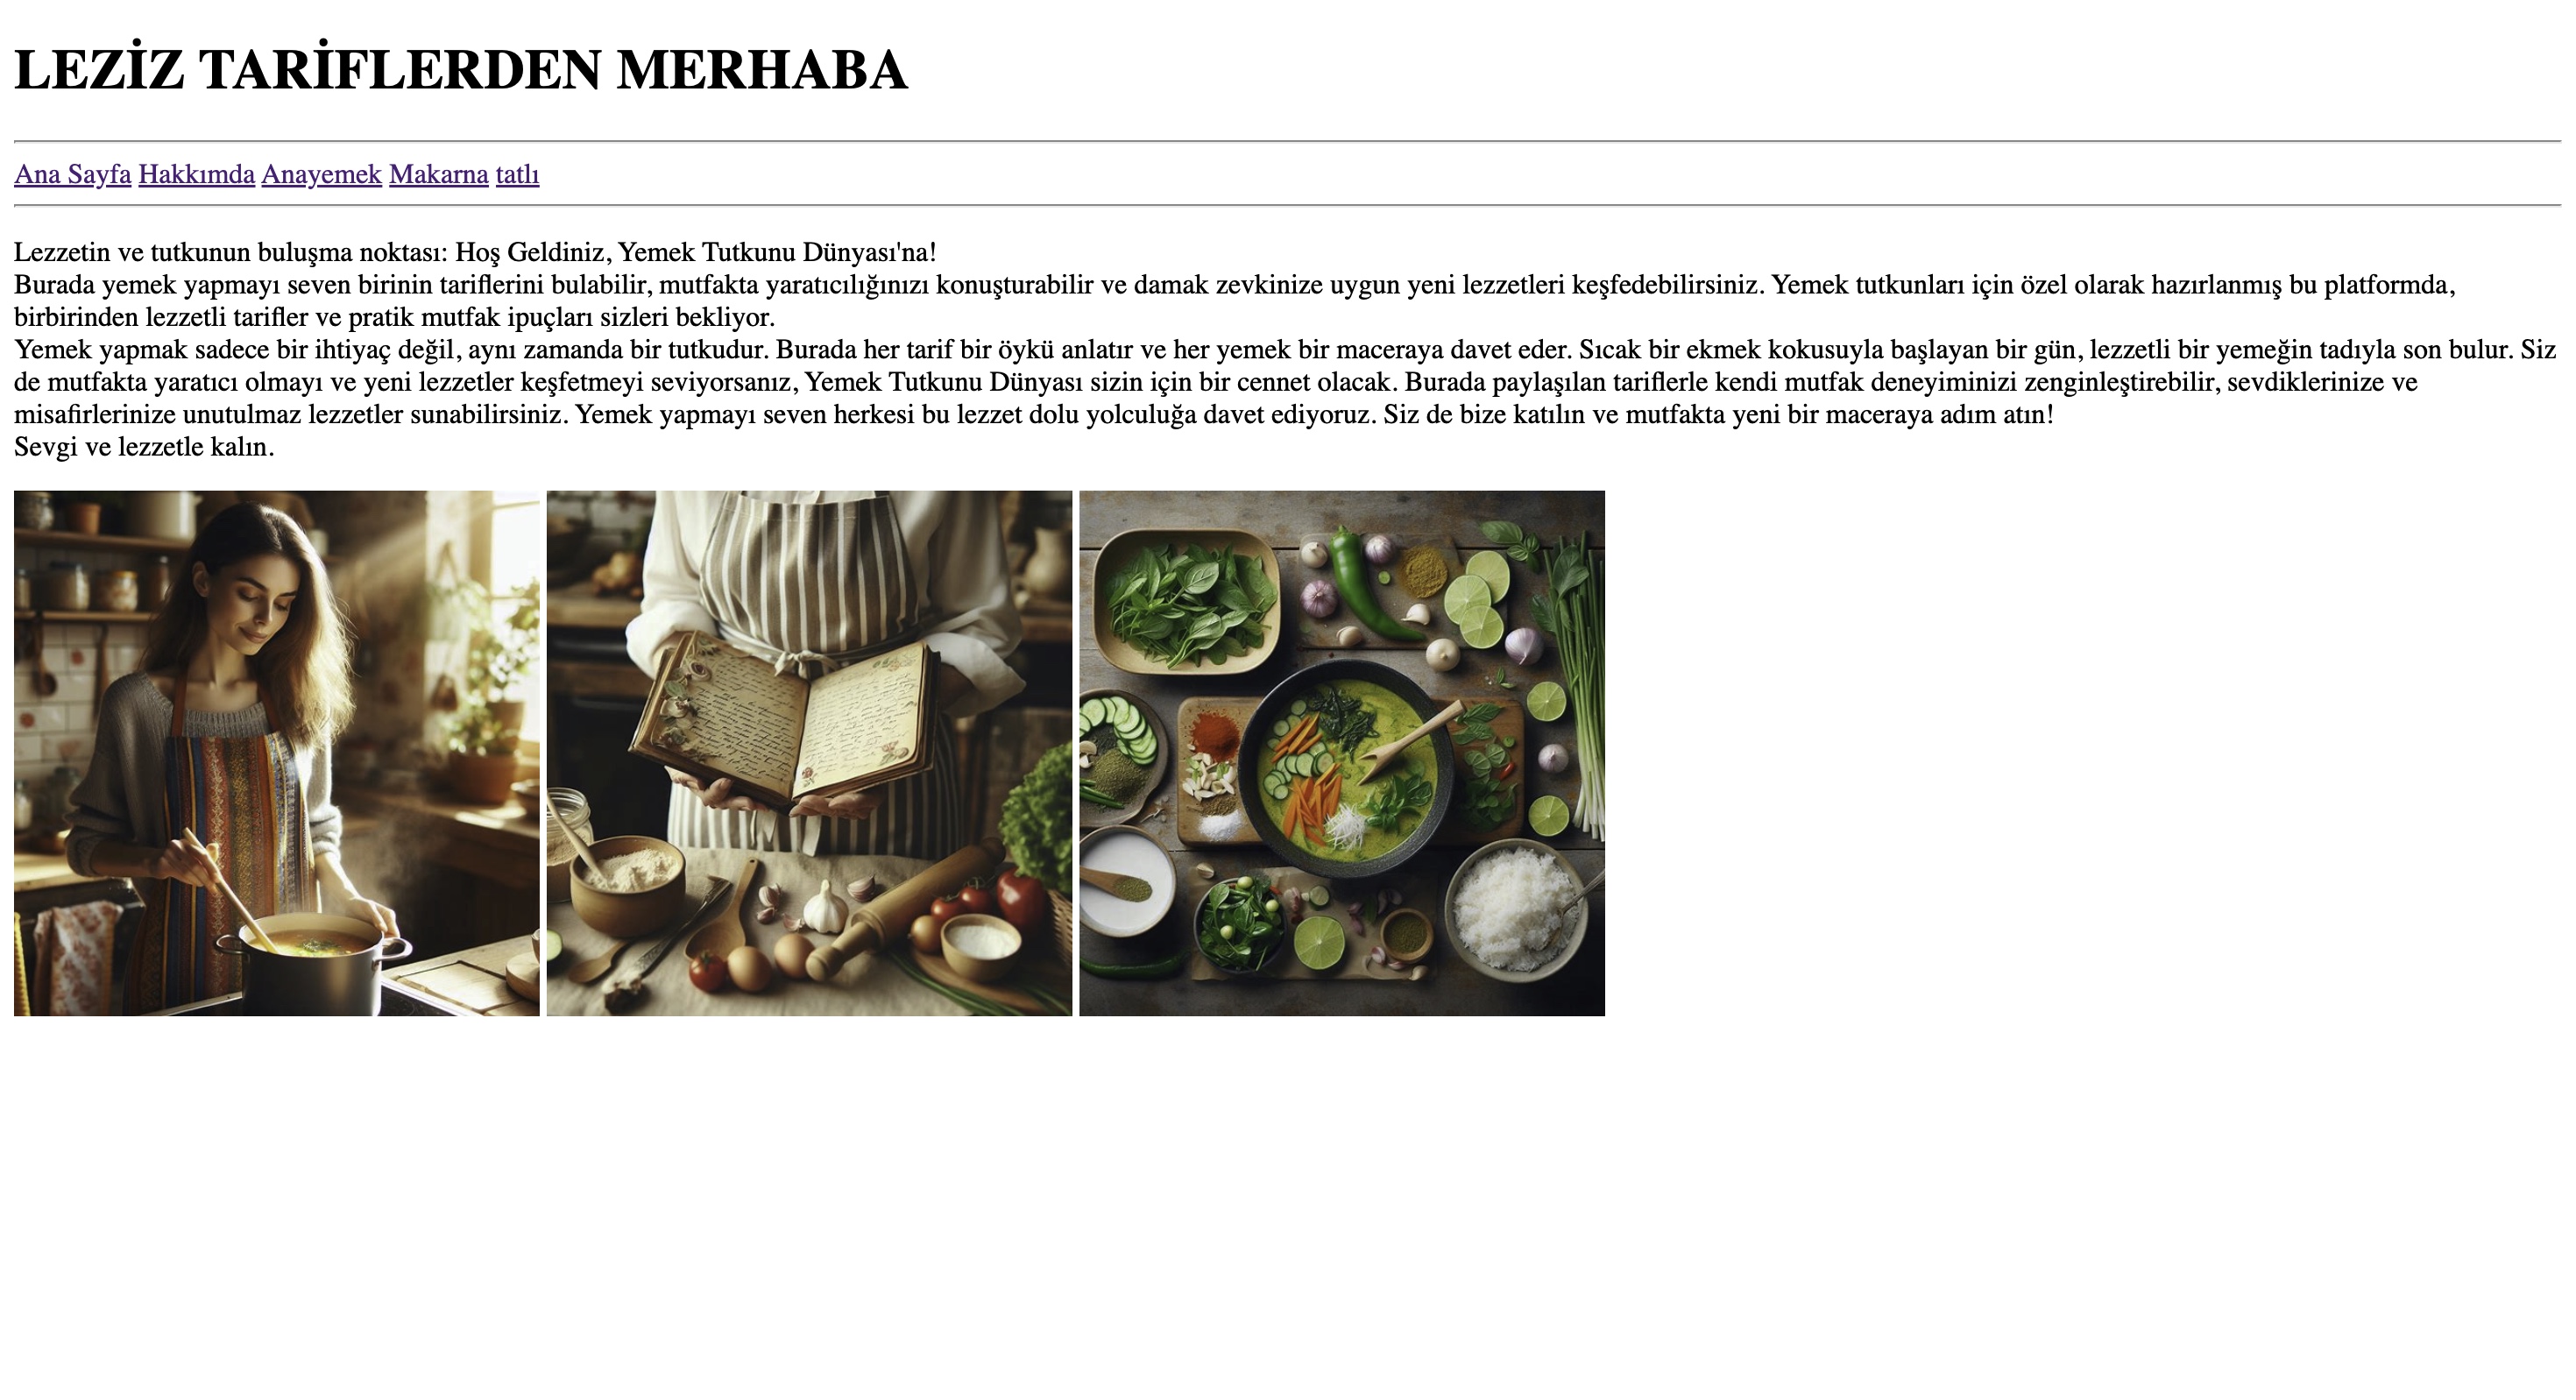 LEZİZ TARİFLERDEN MERHABA
Ana Sayfa Hakkımda Anayemek Makarna tatlı
Lezzetin ve tutkunun buluşma noktası: Hoş Geldiniz, Yemek Tutkunu Dünyası'na!
Burada yemek yapmayı seven birinin tariflerini bulabilir, mutfakta yaratıcılığınızı konuşturabilir ve damak zevkinize uygun yeni lezzetleri keşfedebilirsiniz. Yemek tutkunları için özel olarak hazırlanmış bu platformda,
birbirinden lezzetli tarifler ve pratik mutfak ipuçları sizleri bekliyor.
Yemek yapmak sadece bir ihtiyaç değil, aynı zamanda bir tutkudur. Burada her tarif bir öykü anlatır ve her yemek bir maceraya davet eder. Sıcak bir ekmek kokusuyla başlayan bir gün, lezzetli bir yemeğin tadıyla son bulur. Siz
de mutfakta yaratıcı olmayı ve yeni lezzetler keşfetmeyi seviyorsanız, Yemek Tutkunu Dünyası sizin için bir cennet olacak. Burada paylaşılan tariflerle kendi mutfak deneyiminizi zenginleştirebilir, sevdiklerinize ve
misafirlerinize unutulmaz lezzetler sunabilirsiniz. Yemek yapmayı seven herkesi bu lezzet dolu yolculuğa davet ediyoruz. Siz de bize katılın ve mutfakta yeni bir maceraya adım atın!
Sevgi ve lezzetle kalın.